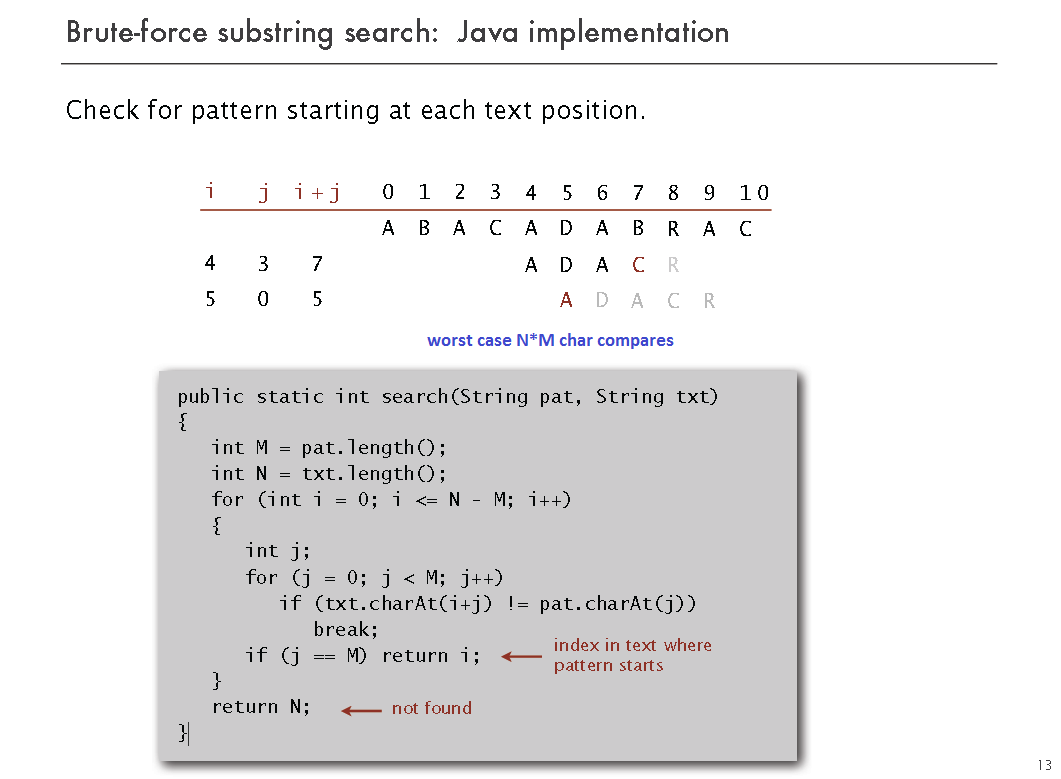 Brute-force substring search: Java implementation
Check for pattern starting at each text position.
i j i + j 0 1 2 3 4 5 6 7 8 9 1 0
A B A C A D A B R A C
4 3 7 A D A C R
5 0 5 A D A C R
worst case N*M char compares
public static int search(String pat, String txt)
{
int M = pat.length();
int N = txt.length();
for (int i = 0; i <= N - M; i++)
{
int j;
for (j = 0; j < M; j++)
if (txt.charAt(i+j) != pat.charAt(j))
break;
if (j == M) return i;
index in text where
pattern starts
}
return N;
not found
}
13